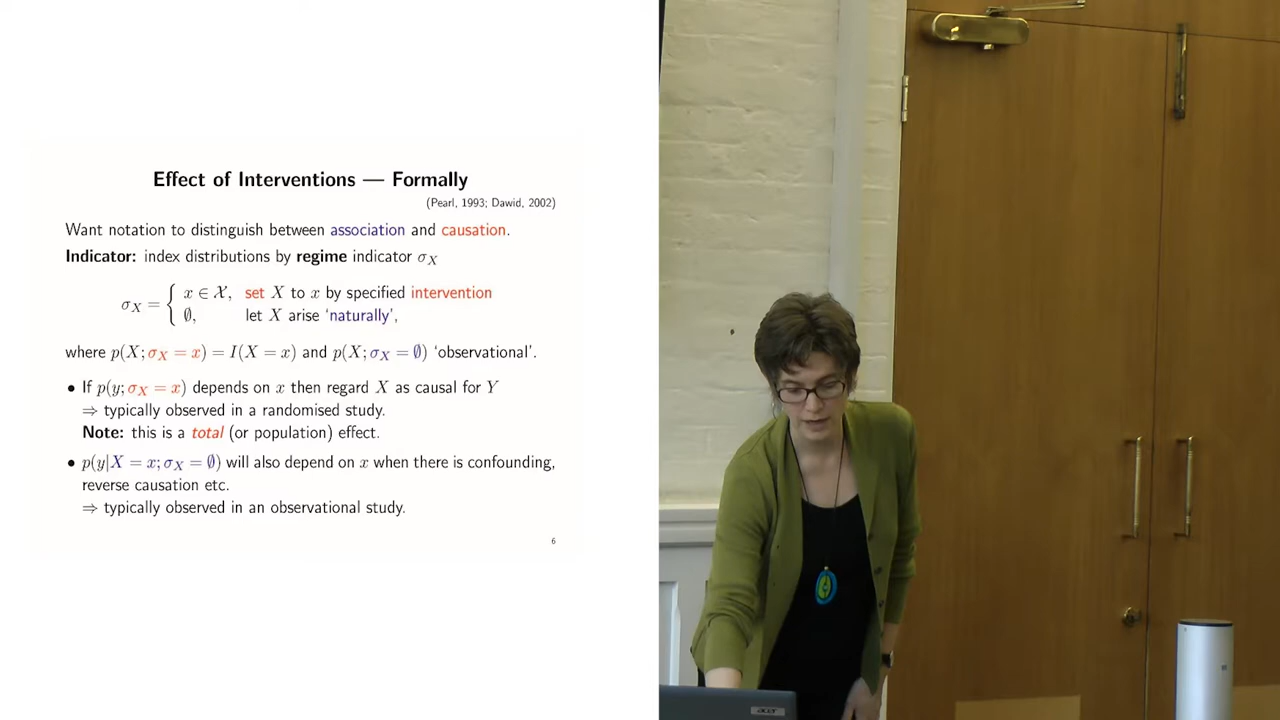 Effect of Interventions — Formally
(Pearl, 1993; Dawid, 2002)
Want notation to distinguish between association and causation.
Indicator: index distributions by regime indicator σ_X
σ_X = { x ∈ 𝒳, set X to x by specified intervention
∅, let X arise ‘naturally’,
where p(X; σ_X = x) = I(X = x) and p(X; σ_X = ∅) ‘observational’.
• If p(y; σ_X = x) depends on x then regard X as causal for Y
⇒ typically observed in a randomised study.
Note: this is a total (or population) effect.
• p(y|X = x; σ_X = ∅) will also depend on x when there is confounding,
reverse causation etc.
⇒ typically observed in an observational study.
6
acer